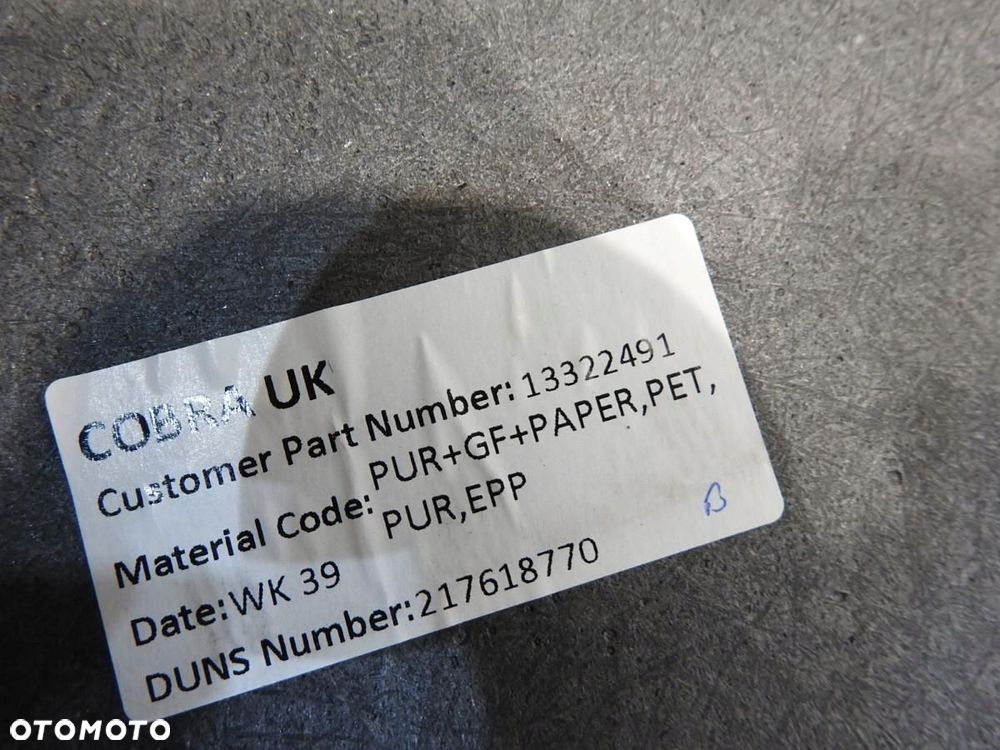 COBRA UK
Customer Part Number: 13322491
Material Code: PUR+GF+PAPER,PET,
PUR,EPP
Date: WK 39
DUNS Number: 217618770
B
OTOMOTO